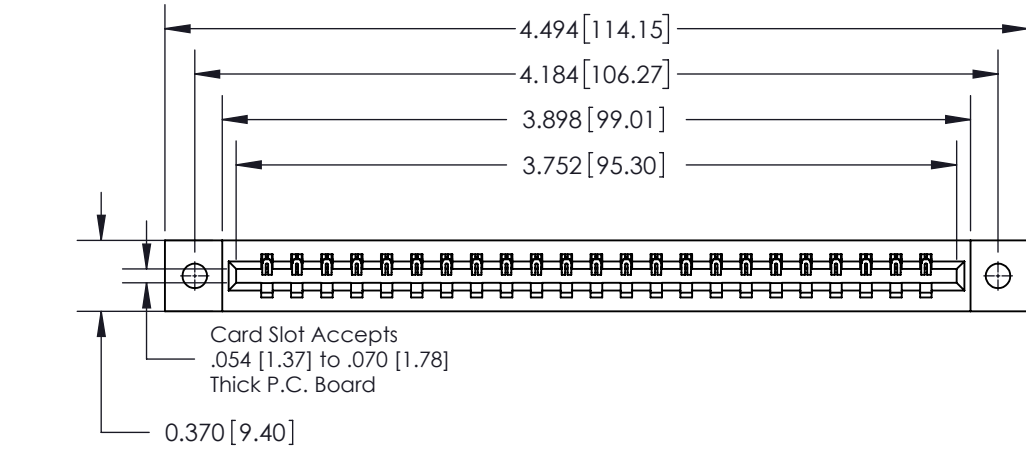 4.494[114.15]
4.184[106.27]
3.898[99.01]
3.752[95.30]
Card Slot Accepts
.054 [1.37] to .070 [1.78]
Thick P.C. Board
0.370[9.40]